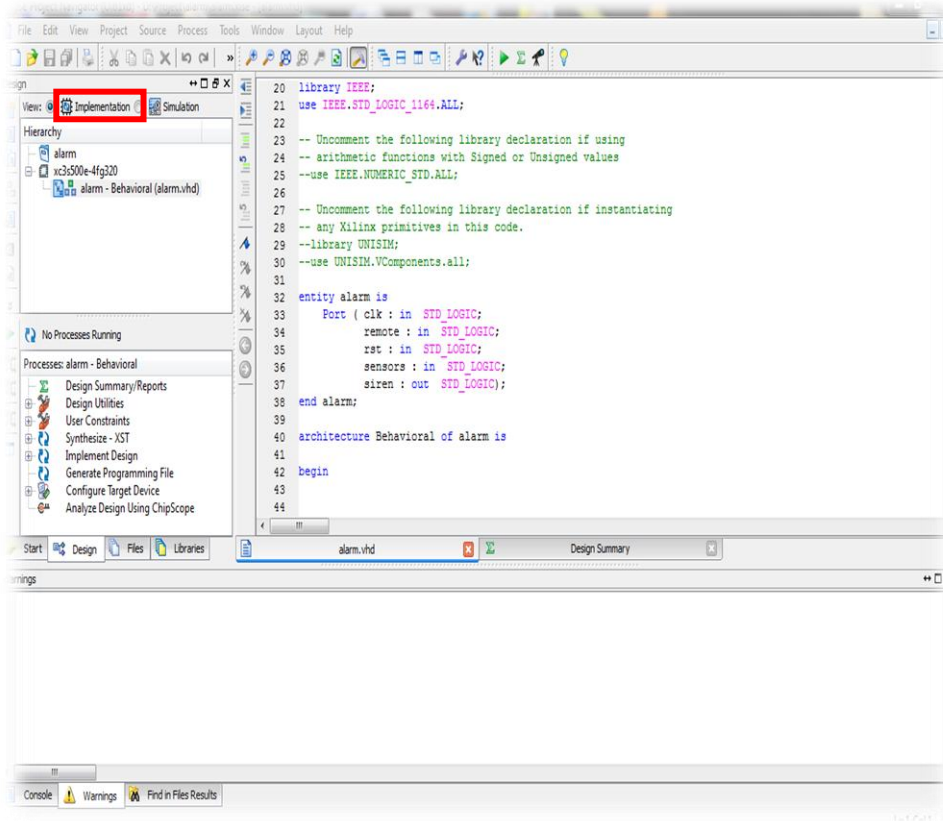 File Edit View Project Source Process Tools Window Layout Help
View: Implementation Simulation
Hierarchy
alarm
xc3s500e-4fg320
alarm - Behavioral (alarm.vhd)
No Processes Running
Processes: alarm - Behavioral
Design Summary/Reports
Design Utilities
User Constraints
Synthesize - XST
Implement Design
Generate Programming File
Configure Target Device
Analyze Design Using ChipScope
Start Design Files Libraries
20 library IEEE;
21 use IEEE.STD_LOGIC_1164.ALL;
22
23 -- Uncomment the following library declaration if using
24 -- arithmetic functions with Signed or Unsigned values
25 --use IEEE.NUMERIC_STD.ALL;
26
27 -- Uncomment the following library declaration if instantiating
28 -- any Xilinx primitives in this code.
29 --library UNISIM;
30 --use UNISIM.VComponents.all;
31
32 entity alarm is
33 Port ( clk : in STD_LOGIC;
34 remote : in STD_LOGIC;
35 rst : in STD_LOGIC;
36 sensors : in STD_LOGIC;
37 siren : out STD_LOGIC);
38 end alarm;
39
40 architecture Behavioral of alarm is
41
42 begin
43
44
alarm.vhd Design Summary
Console Warnings Find in Files Results